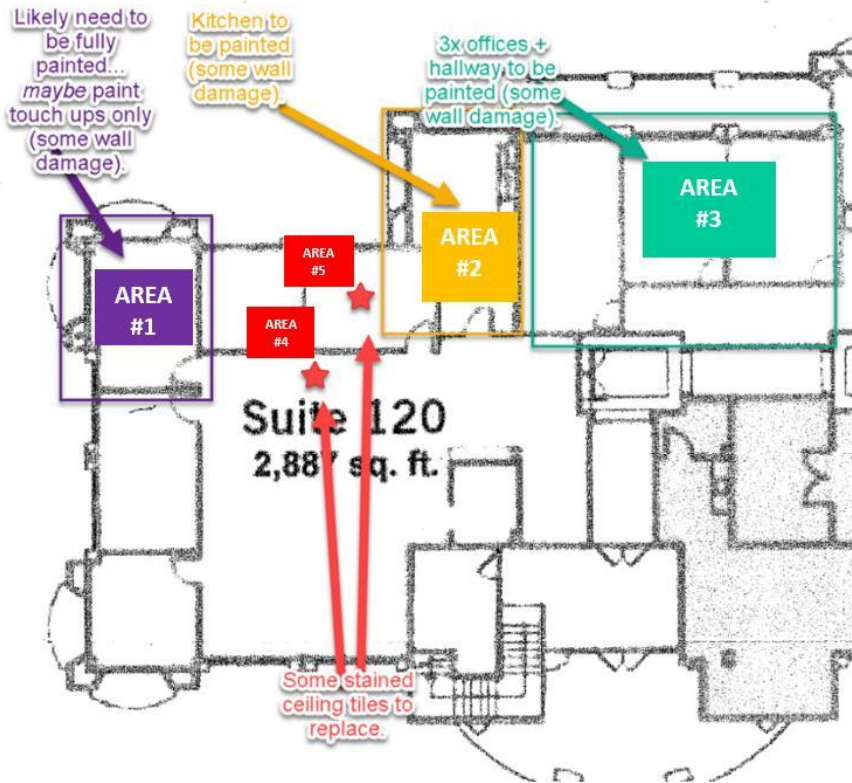 Likely need to
be fully
painted...
maybe paint
touch ups only
(some wall
damage).
Kitchen to
be painted
(some wall
damage).
3x offices +
hallway to be
painted (some
wall damage).
AREA
#1
AREA
#2
AREA
#3
AREA
#5
AREA
#4
Suite 120
2,887 sq. ft.
Some stained
ceiling tiles to
replace.